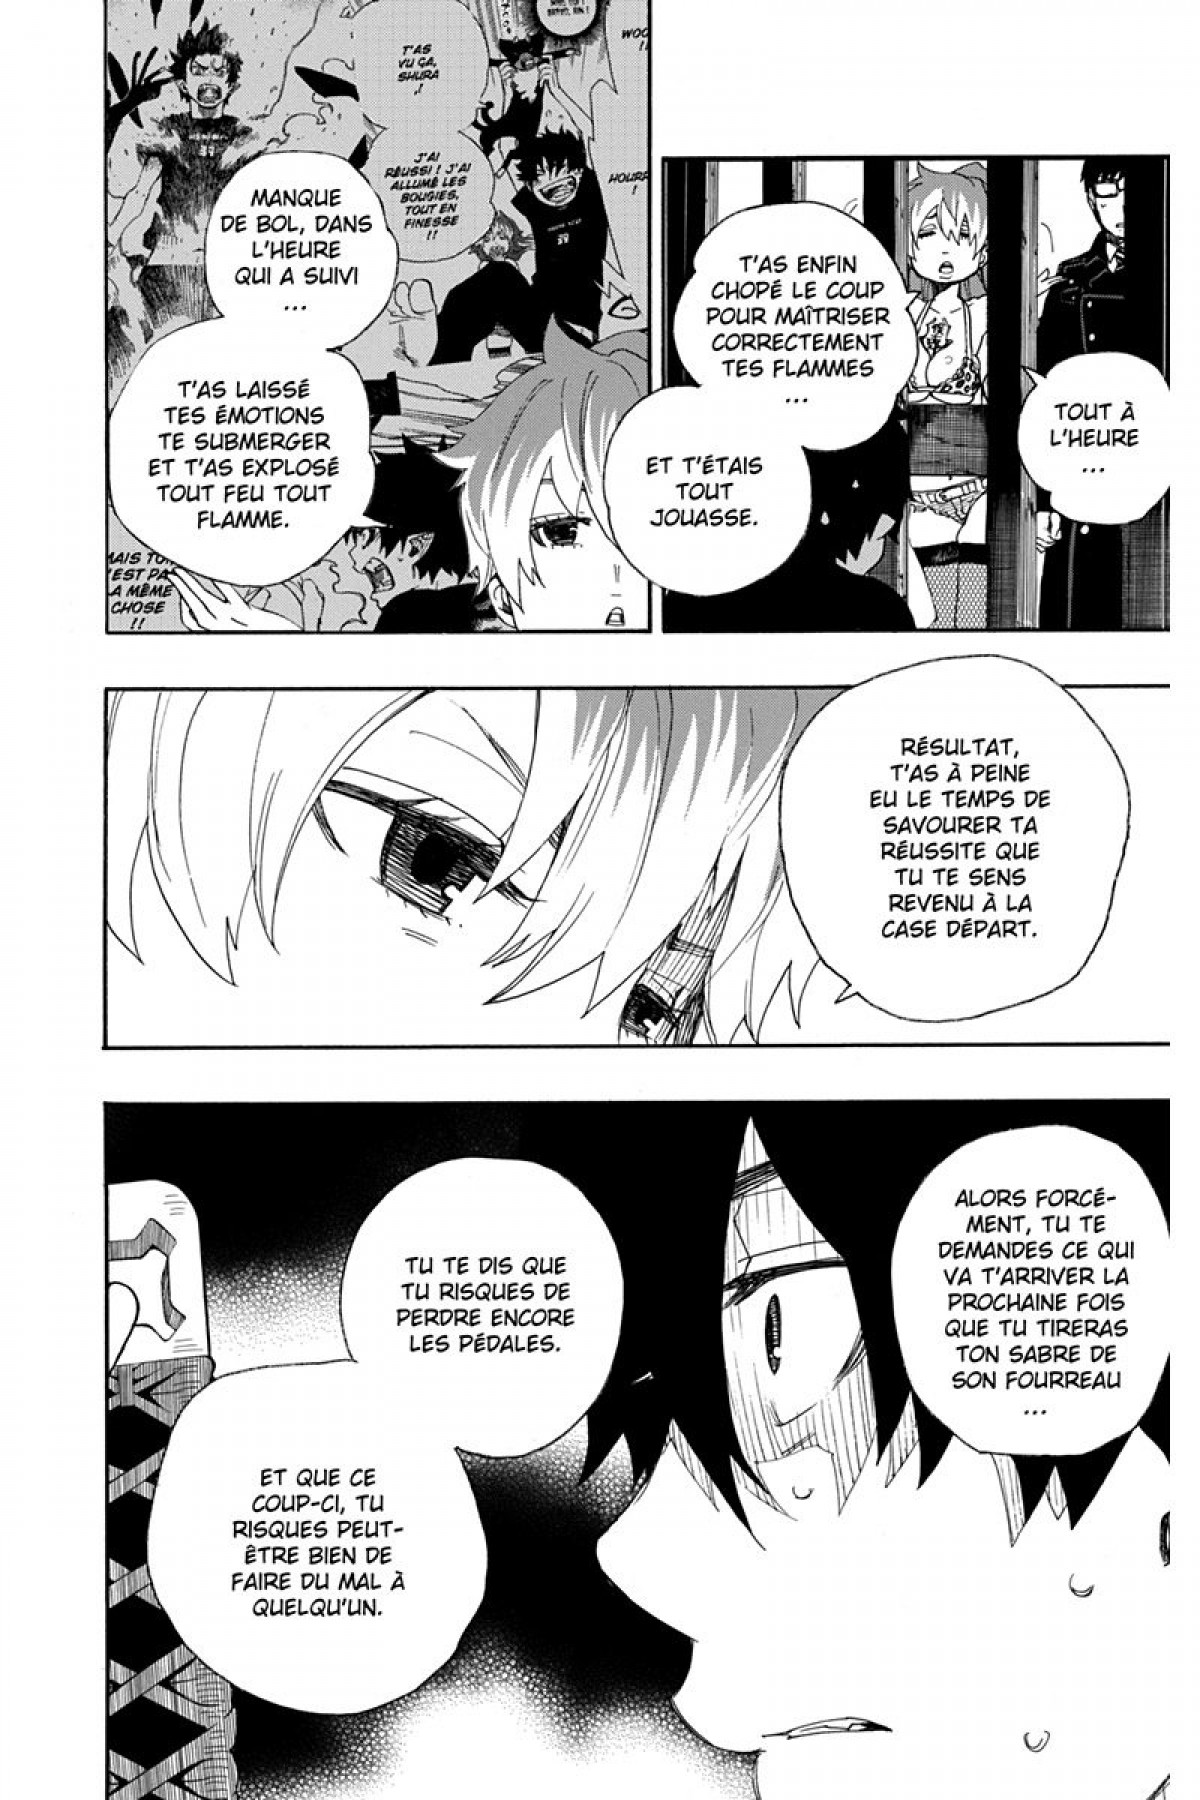 TOUT À
L'HEURE
...
T'AS ENFIN
CHOPÉ LE COUP
POUR MAÎTRISER
CORRECTEMENT
TES FLAMMES
...
ET T'ÉTAIS
TOUT
JOUASSE.
HOURRA
!
T'AS
VU ÇA,
SHURA
!
J'AI
RÉUSSI ! J'AI
ALLUMÉ LES
BOUGIES,
TOUT EN
FINESSE
!!
MANQUE
DE BOL, DANS
L'HEURE
QUI A SUIVI
...
T'AS LAISSÉ
TES ÉMOTIONS
TE SUBMERGER
ET T'AS EXPLOSÉ
TOUT FEU TOUT
FLAMME.
MAIS TOI
C'EST PAS
LA MÊME
CHOSE
!!
RÉSULTAT,
T'AS À PEINE
EU LE TEMPS DE
SAVOURER TA
RÉUSSITE QUE
TU TE SENS
REVENU À LA
CASE DÉPART.
ALORS FORCÉ-
MENT, TU TE
DEMANDES CE QUI
VA T'ARRIVER LA
PROCHAINE FOIS
QUE TU TIRERAS
TON SABRE DE
SON FOURREAU
...
TU TE DIS QUE
TU RISQUES DE
PERDRE ENCORE
LES PÉDALES.
ET QUE CE
COUP-CI, TU
RISQUES PEUT-
ÊTRE BIEN DE
FAIRE DU MAL À
QUELQU'UN.